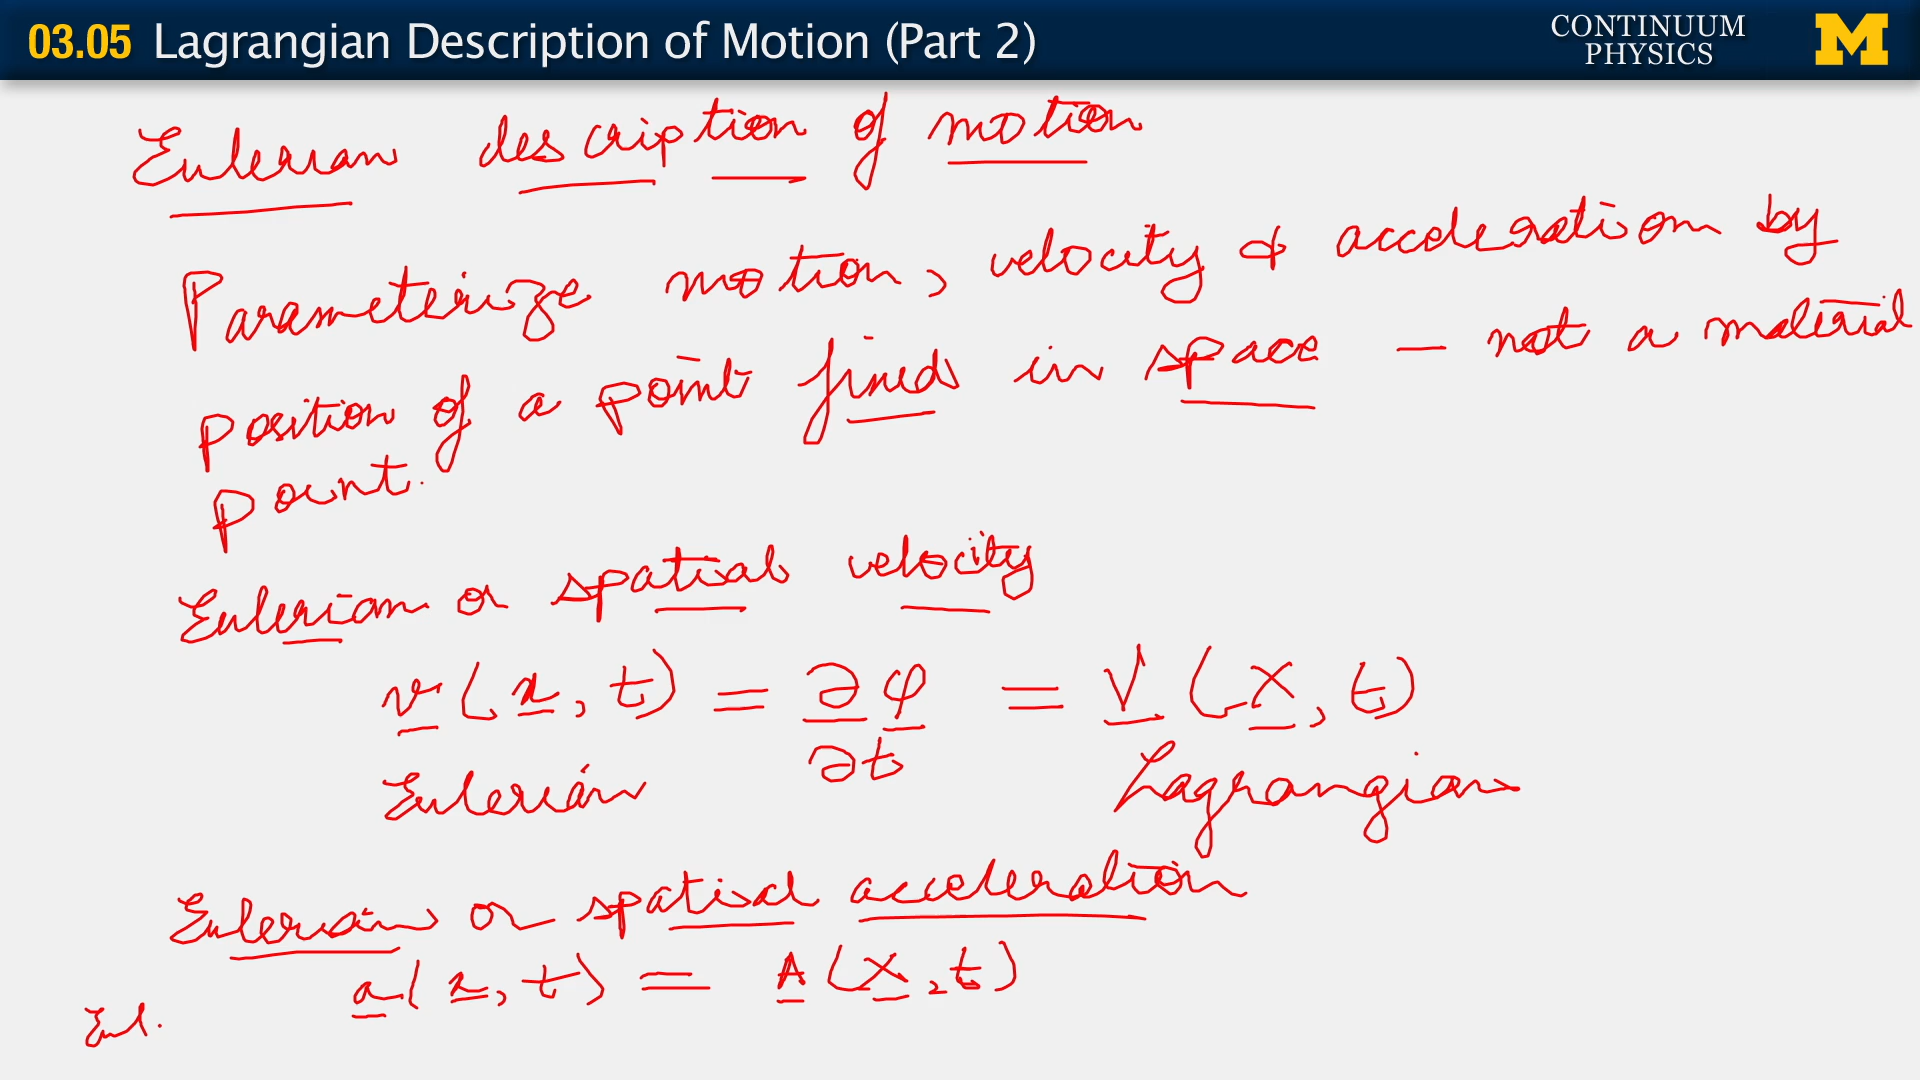 03.05 Lagrangian Description of Motion (Part 2)
CONTINUUM
PHYSICS
M
Eulerian description of motion
Parameterize motion, velocity & acceleration by
position of a point fixed in space – not a material
point.
Eulerian or spatial velocity
v(x, t) = ∂φ/∂t = V(X, t)
Eulerian Lagrangian
Eulerian or spatial acceleration
a(x, t) = A(X, t)
Eul.